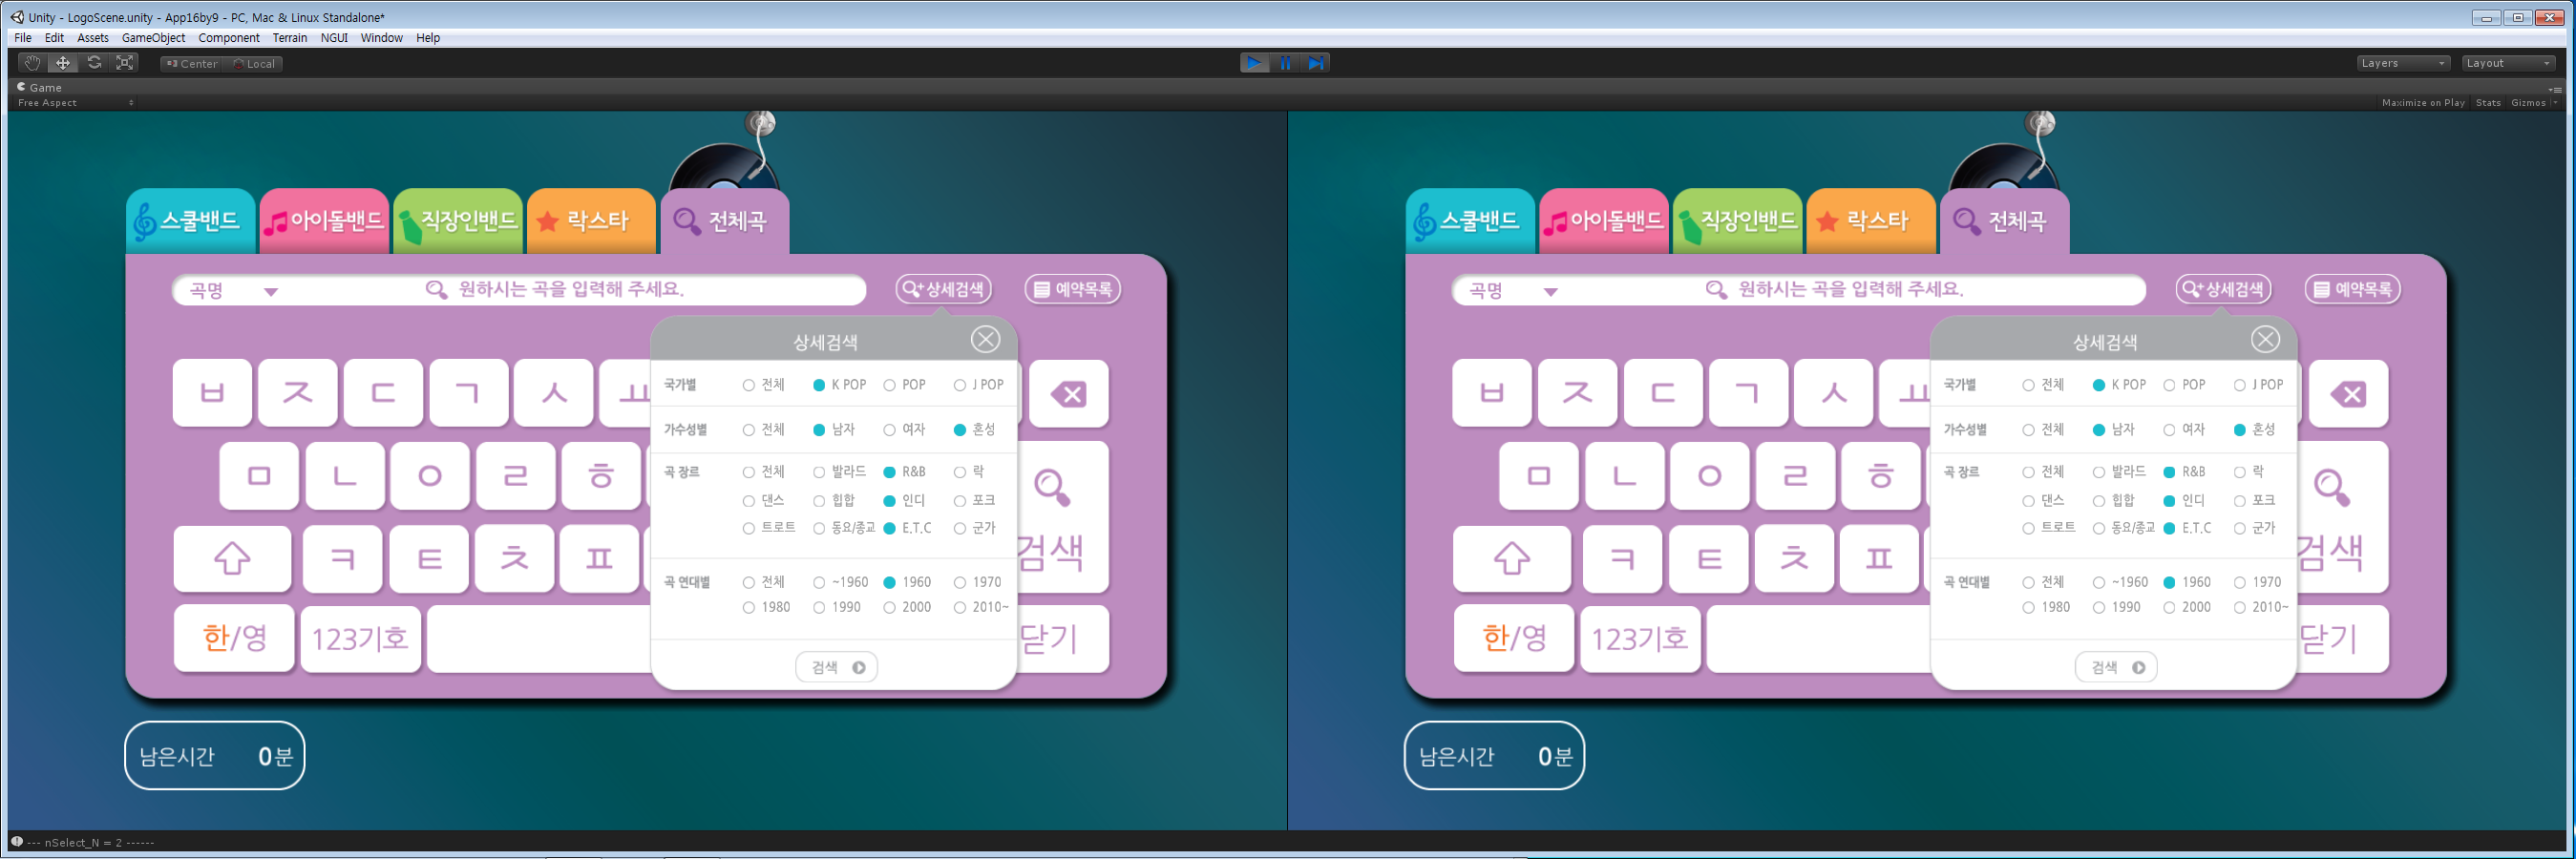 Unity - LogoScene.unity - App16by9 - PC, Mac & Linux Standalone*
File Edit Assets GameObject Component Terrain NGUI Window Help
Center Local Layers Layout
Game
Free Aspect Maximize on Play Stats Gizmos
스쿨밴드 아이돌밴드 직장인밴드 락스타 전체곡
곡명 원하시는 곡을 입력해 주세요. 상세검색 예약목록
상세검색
국가별 전체 K POP POP J POP
ㅂ ㅈ ㄷ ㄱ ㅅ ㅛ
가수성별 전체 남자 여자 혼성
곡 장르 전체 발라드 R&B 락
ㅁ ㄴ ㅇ ㄹ ㅎ
댄스 힙합 인디 포크
트로트 동요/종교 E.T.C 군가
ㅋ ㅌ ㅊ ㅍ 검색
곡 연대별 전체 ~1960 1960 1970
1980 1990 2000 2010~
한/영 123기호 닫기
검색
남은시간 0분
스쿨밴드 아이돌밴드 직장인밴드 락스타 전체곡
곡명 원하시는 곡을 입력해 주세요. 상세검색 예약목록
상세검색
국가별 전체 K POP POP J POP
ㅂ ㅈ ㄷ ㄱ ㅅ ㅛ
가수성별 전체 남자 여자 혼성
곡 장르 전체 발라드 R&B 락
ㅁ ㄴ ㅇ ㄹ ㅎ
댄스 힙합 인디 포크
트로트 동요/종교 E.T.C 군가
ㅋ ㅌ ㅊ ㅍ 검색
곡 연대별 전체 ~1960 1960 1970
1980 1990 2000 2010~
한/영 123기호 닫기
검색
남은시간 0분
--- nSelect_N = 2 ------